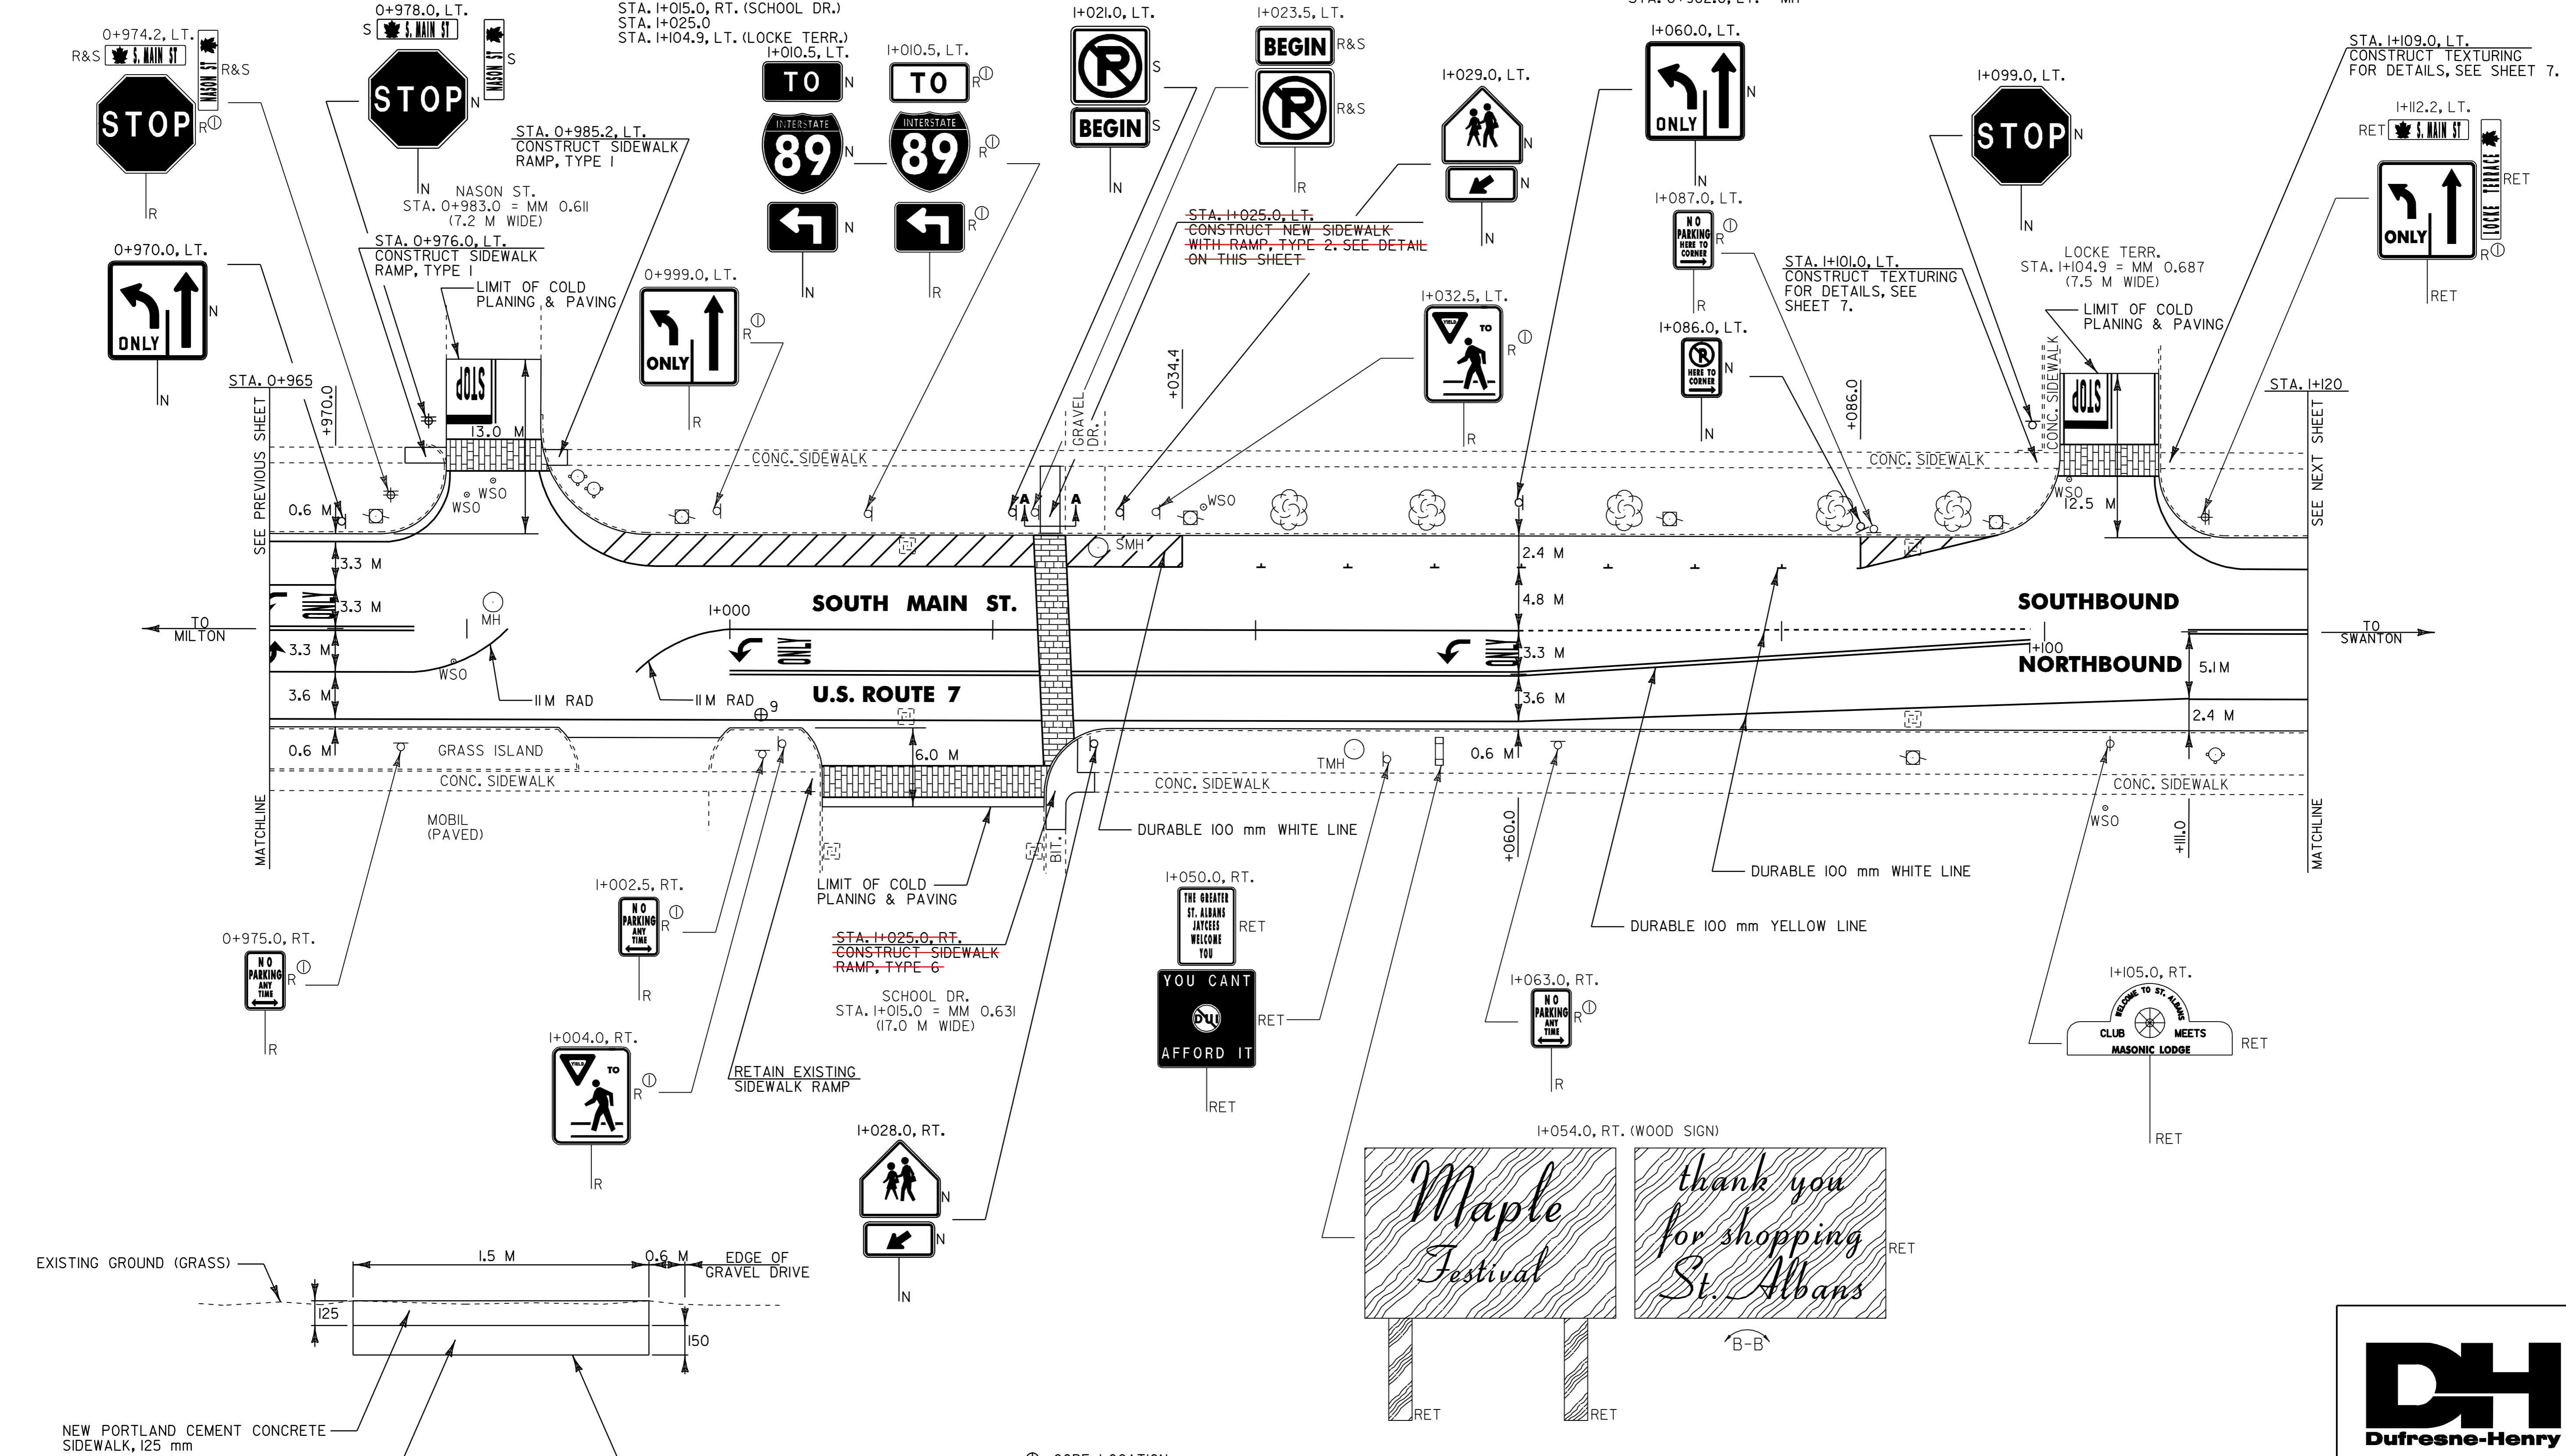 0+974.2, LT.
R&S S. MAIN ST
NASON ST
R&S
STOP
R①
R
0+978.0, LT.
S S. MAIN ST
NASON ST
S
STOP
N
N
STA. 1+015.0, RT. (SCHOOL DR.)
STA. 1+025.0
STA. 1+104.9, LT. (LOCKE TERR.)
1+010.5, LT.
TO
N
INTERSTATE
89
N
N
N
1+010.5, LT.
TO
R①
INTERSTATE
89
R①
R①
R
1+021.0, LT.
P
S
BEGIN
S
N
1+023.5, LT.
BEGIN
R&S
P
R&S
R
1+029.0, LT.
N
N
N
1+060.0, LT.
ONLY
N
N
1+087.0, LT.
NO
PARKING
HERE TO
CORNER
R①
R
1+086.0, LT.
P
HERE TO
CORNER
N
N
1+099.0, LT.
STOP
N
N
STA. 1+109.0, LT.
CONSTRUCT TEXTURING
FOR DETAILS, SEE SHEET 7.
1+112.2, LT.
RET S. MAIN ST
LOCKE TERRACE
RET
ONLY
R①
RET
STA. 0+985.2, LT.
CONSTRUCT SIDEWALK
RAMP, TYPE 1
NASON ST.
STA. 0+983.0 = MM 0.611
(7.2 M WIDE)
STA. 0+976.0, LT.
CONSTRUCT SIDEWALK
RAMP, TYPE 1
LIMIT OF COLD
PLANING & PAVING
0+970.0, LT.
ONLY
N
N
0+999.0, LT.
ONLY
R①
R
STA. 1+025.0, LT.
CONSTRUCT NEW SIDEWALK
WITH RAMP, TYPE 2. SEE DETAIL
ON THIS SHEET
1+032.5, LT.
YIELD
TO
R①
R
STA. 1+101.0, LT.
CONSTRUCT TEXTURING
FOR DETAILS, SEE
SHEET 7.
LOCKE TERR.
STA. 1+104.9 = MM 0.687
(7.5 M WIDE)
LIMIT OF COLD
PLANING & PAVING
STA. 0+965
+970.0
SEE PREVIOUS SHEET
STOP
13.0 M
CONC. SIDEWALK
GRAVEL
DR.
+034.4
+086.0
CONC. SIDEWALK
CONC. SIDEWALK
STOP
STA. 1+120
SEE NEXT SHEET
0.6 M
WSO
WSO
A
A
WSO
WSO
12.5 M
SMH
2.4 M
3.3 M
3.3 M
ONLY
MH
1+000
SOUTH MAIN ST.
4.8 M
SOUTHBOUND
TO
MILTON
TO
SWANTON
3.3 M
WSO
ONLY
ONLY
3.3 M
1+100
NORTHBOUND
5.1 M
3.6 M
11 M RAD
11 M RAD
9
U.S. ROUTE 7
3.6 M
2.4 M
0.6 M
GRASS ISLAND
6.0 M
TMH
0.6 M
CONC. SIDEWALK
CONC. SIDEWALK
CONC. SIDEWALK
MATCHLINE
MOBIL
(PAVED)
BIT.
DURABLE 100 mm WHITE LINE
+060.0
WSO
+111.0
MATCHLINE
LIMIT OF COLD
PLANING & PAVING
DURABLE 100 mm WHITE LINE
DURABLE 100 mm YELLOW LINE
0+975.0, RT.
NO
PARKING
ANY
TIME
R①
R
1+002.5, RT.
NO
PARKING
ANY
TIME
R①
R
STA. 1+025.0, RT.
CONSTRUCT SIDEWALK
RAMP, TYPE 6
SCHOOL DR.
STA. 1+015.0 = MM 0.631
(17.0 M WIDE)
1+004.0, RT.
YIELD
TO
R①
R
RETAIN EXISTING
SIDEWALK RAMP
1+028.0, RT.
N
N
N
1+050.0, RT.
THE GREATER
ST. ALBANS
JAYCEES
WELCOME
YOU
RET
YOU CANT
DUI
AFFORD IT
RET
RET
1+063.0, RT.
NO
PARKING
ANY
TIME
R①
R
1+105.0, RT.
WELCOME TO ST. ALBANS
CLUB MEETS
MASONIC LODGE
RET
RET
1+054.0, RT. (WOOD SIGN)
Maple
Festival
thank you
for shopping
St. Albans
RET
B-B
RET
RET
EXISTING GROUND (GRASS)
1.5 M
0.6 M
EDGE OF
GRAVEL DRIVE
125
150
NEW PORTLAND CEMENT CONCRETE
SIDEWALK, 125 mm
DH
Dufresne-Henry